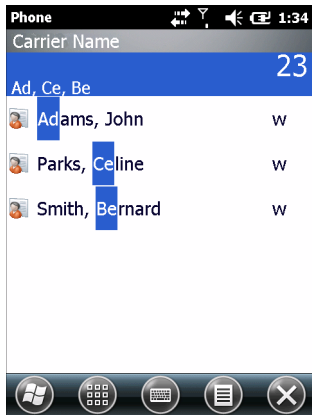 Phone 1:34
Carrier Name
23
Ad, Ce, Be
Adams, John w
Parks, Celine w
Smith, Bernard w